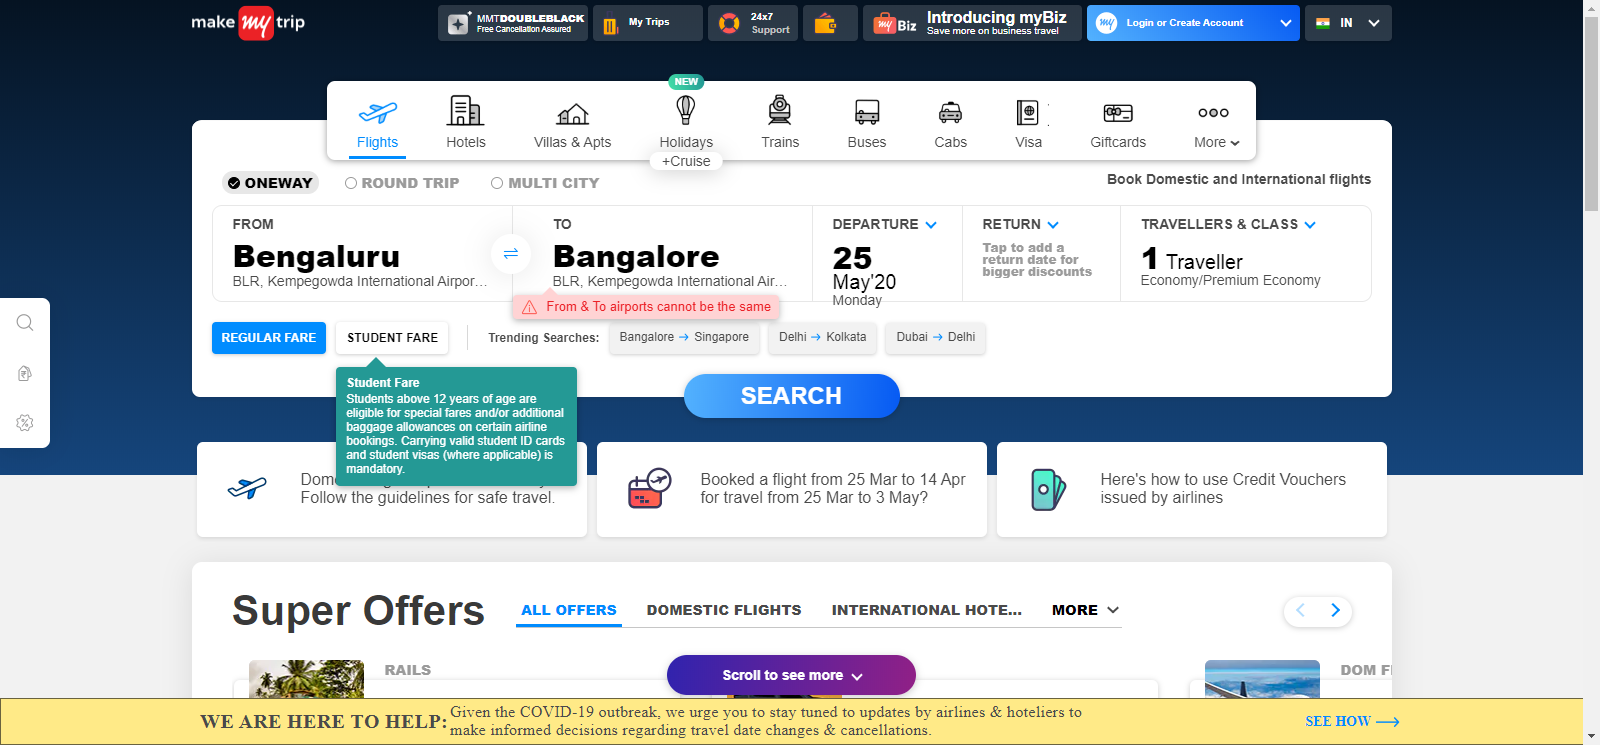 make my trip
MMTDOUBLEBLACK
Free Cancellation Assured
My Trips
24x7
Support
my Biz
Introducing myBiz
Save more on business travel
my
Login or Create Account
IN
NEW
Flights
Hotels
Villas & Apts
Holidays
+Cruise
Trains
Buses
Cabs
Visa
Giftcards
More
ONEWAY
ROUND TRIP
MULTI CITY
Book Domestic and International flights
FROM
Bengaluru
BLR, Kempegowda International Airpor...
TO
Bangalore
BLR, Kempegowda International Air...
From & To airports cannot be the same
DEPARTURE
25
May'20
Monday
RETURN
Tap to add a
return date for
bigger discounts
TRAVELLERS & CLASS
1 Traveller
Economy/Premium Economy
REGULAR FARE
STUDENT FARE
Trending Searches:
Bangalore → Singapore
Delhi → Kolkata
Dubai → Delhi
Student Fare
Students above 12 years of age are
eligible for special fares and/or additional
baggage allowances on certain airline
bookings. Carrying valid student ID cards
and student visas (where applicable) is
mandatory.
SEARCH
Follow the guidelines for safe travel.
Booked a flight from 25 Mar to 14 Apr
for travel from 25 Mar to 3 May?
Here's how to use Credit Vouchers
issued by airlines
Super Offers
ALL OFFERS
DOMESTIC FLIGHTS
INTERNATIONAL HOTE...
MORE
RAILS
DOM
Scroll to see more
WE ARE HERE TO HELP:
Given the COVID-19 outbreak, we urge you to stay tuned to updates by airlines & hoteliers to
make informed decisions regarding travel date changes & cancellations.
SEE HOW